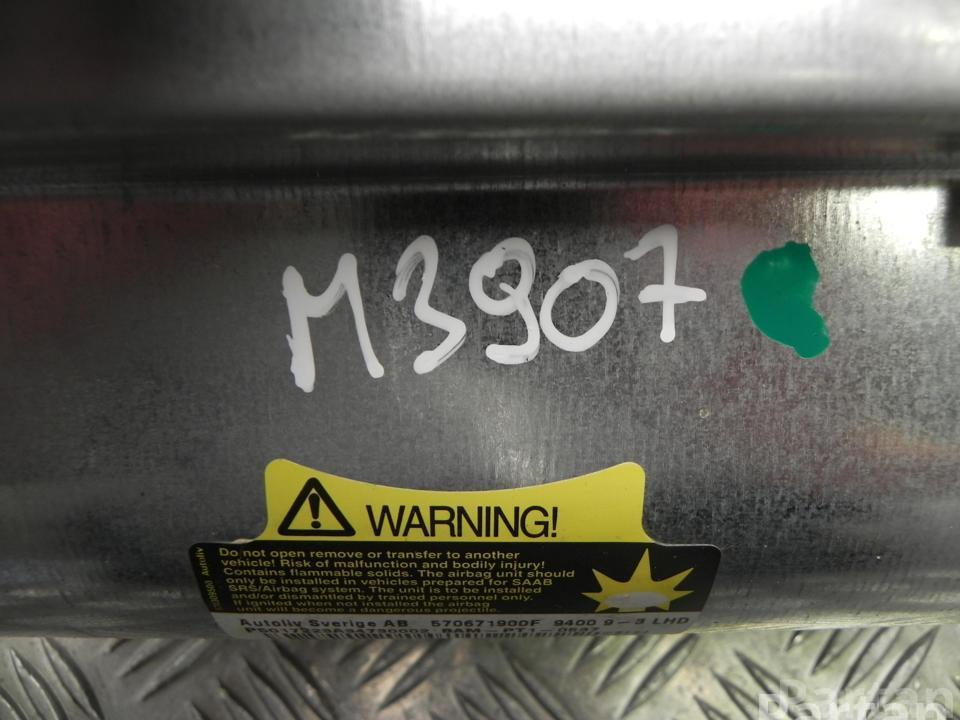 M3907
WARNING!
Do not open remove or transfer to another
vehicle! Risk of malfunction and bodily injury!
Contains flammable solids. The airbag unit should
only be installed in vehicles prepared for SAAB
SRS/Airbag system. The unit is to be installed
and/or dismantled by trained personnel only.
If ignited when not installed the airbag
unit will become a dangerous projectile.
Autoliv
Autoliv Sverige AB 570671900F 9400 9-3 LHD
Partan